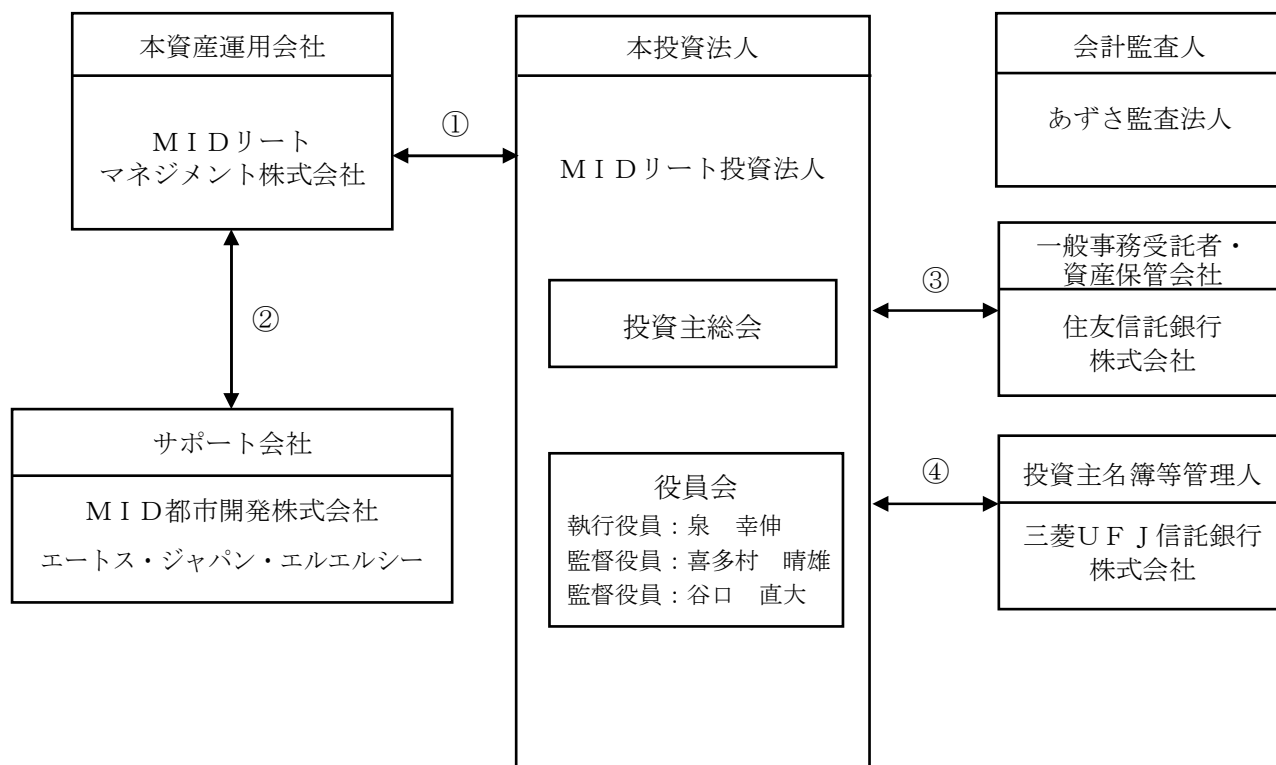 本資産運用会社
MIDリート
マネジメント株式会社
①
②
サポート会社
MID都市開発株式会社
エートス・ジャパン・エルエルシー
本投資法人
MIDリート投資法人
投資主総会
役員会
執行役員：泉　幸伸
監督役員：喜多村　晴雄
監督役員：谷口　直大
会計監査人
あずさ監査法人
③
一般事務受託者・
資産保管会社
住友信託銀行
株式会社
④
投資主名簿等管理人
三菱UFJ信託銀行
株式会社